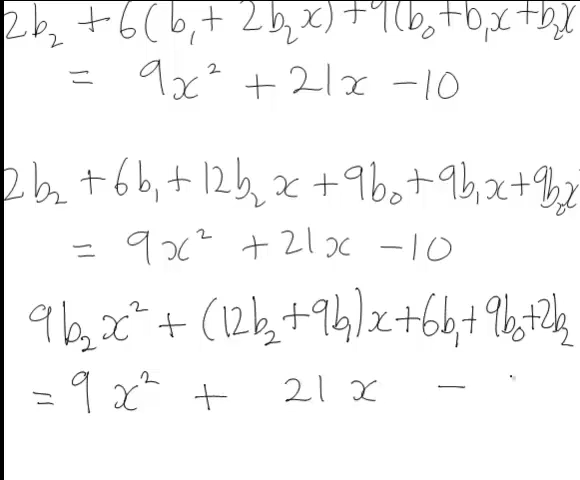 2b₂ + 6(b₁ + 2b₂x) + 9(b₀ + b₁x + b₂x
= 9x² + 21x - 10
2b₂ + 6b₁ + 12b₂x + 9b₀ + 9b₁x + 9b₂x
= 9x² + 21x - 10
9b₂x² + (12b₂ + 9b₁)x + 6b₁ + 9b₀ + 2b₂
= 9x² + 21x -